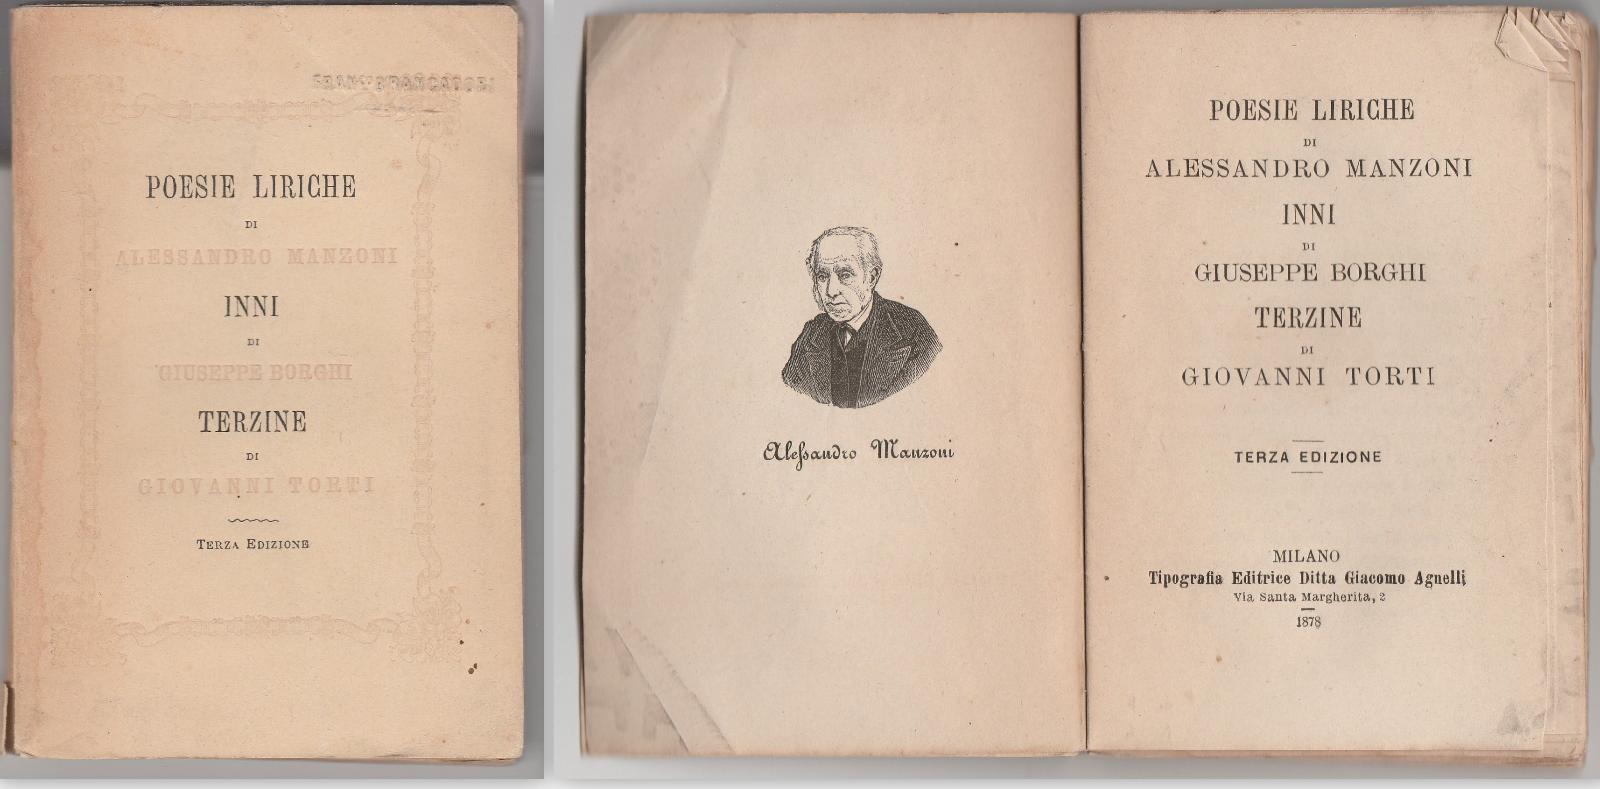 POESIE LIRICHE
DI
ALESSANDRO MANZONI
INNI
DI
GIUSEPPE BORGHI
TERZINE
DI
GIOVANNI TORTI
TERZA EDIZIONE
Alessandro Manzoni
POESIE LIRICHE
DI
ALESSANDRO MANZONI
INNI
DI
GIUSEPPE BORGHI
TERZINE
DI
GIOVANNI TORTI
TERZA EDIZIONE
MILANO
Tipografia Editrice Ditta Giacomo Agnelli
Via Santa Margherita, 2
1878